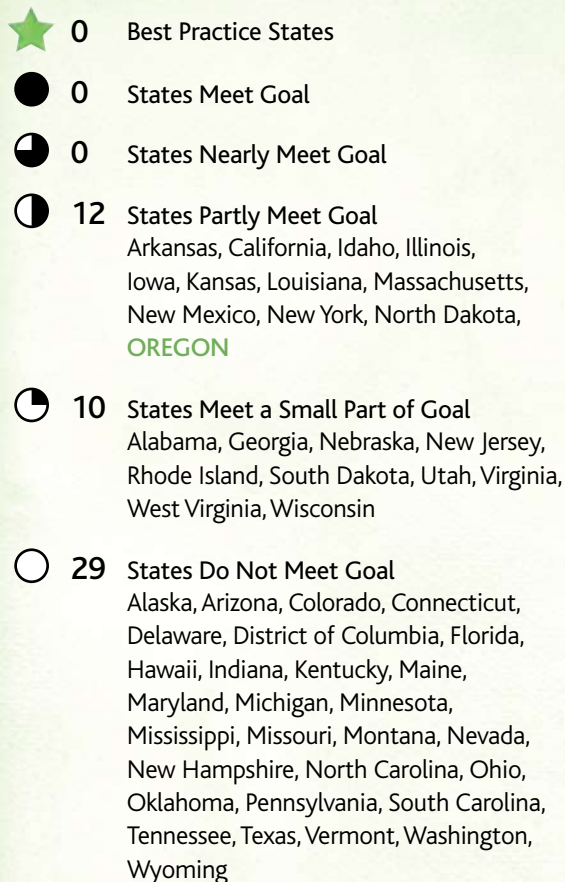 0 Best Practice States
0 States Meet Goal
0 States Nearly Meet Goal
12 States Partly Meet Goal
Arkansas, California, Idaho, Illinois,
Iowa, Kansas, Louisiana, Massachusetts,
New Mexico, New York, North Dakota,
OREGON
10 States Meet a Small Part of Goal
Alabama, Georgia, Nebraska, New Jersey,
Rhode Island, South Dakota, Utah, Virginia,
West Virginia, Wisconsin
29 States Do Not Meet Goal
Alaska, Arizona, Colorado, Connecticut,
Delaware, District of Columbia, Florida,
Hawaii, Indiana, Kentucky, Maine,
Maryland, Michigan, Minnesota,
Mississippi, Missouri, Montana, Nevada,
New Hampshire, North Carolina, Ohio,
Oklahoma, Pennsylvania, South Carolina,
Tennessee, Texas, Vermont, Washington,
Wyoming